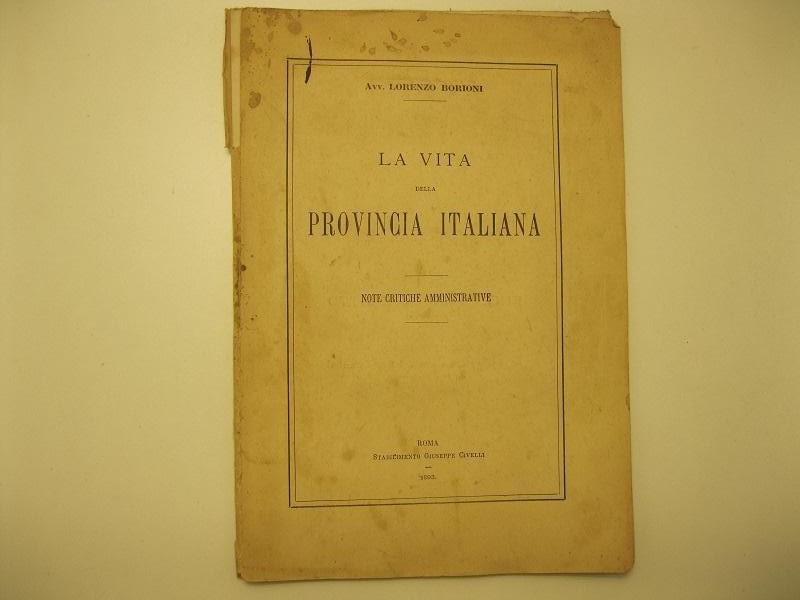 Avv. LORENZO BORIONI
LA VITA
DELLA
PROVINCIA ITALIANA
NOTE CRITICHE AMMINISTRATIVE
ROMA
Stabilimento Giuseppe Civelli